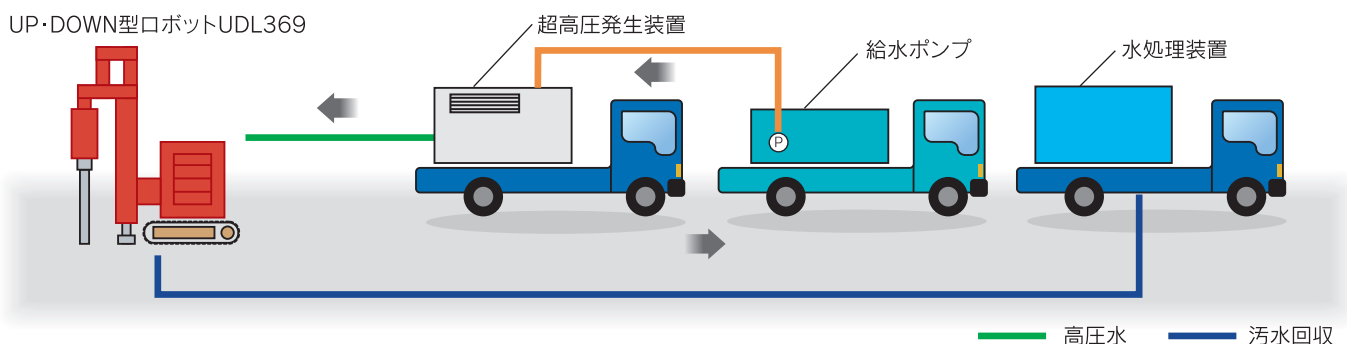 UP・DOWN型ロボットUDL369
超高圧発生装置
給水ポンプ
水処理装置
P
高圧水
汚水回収